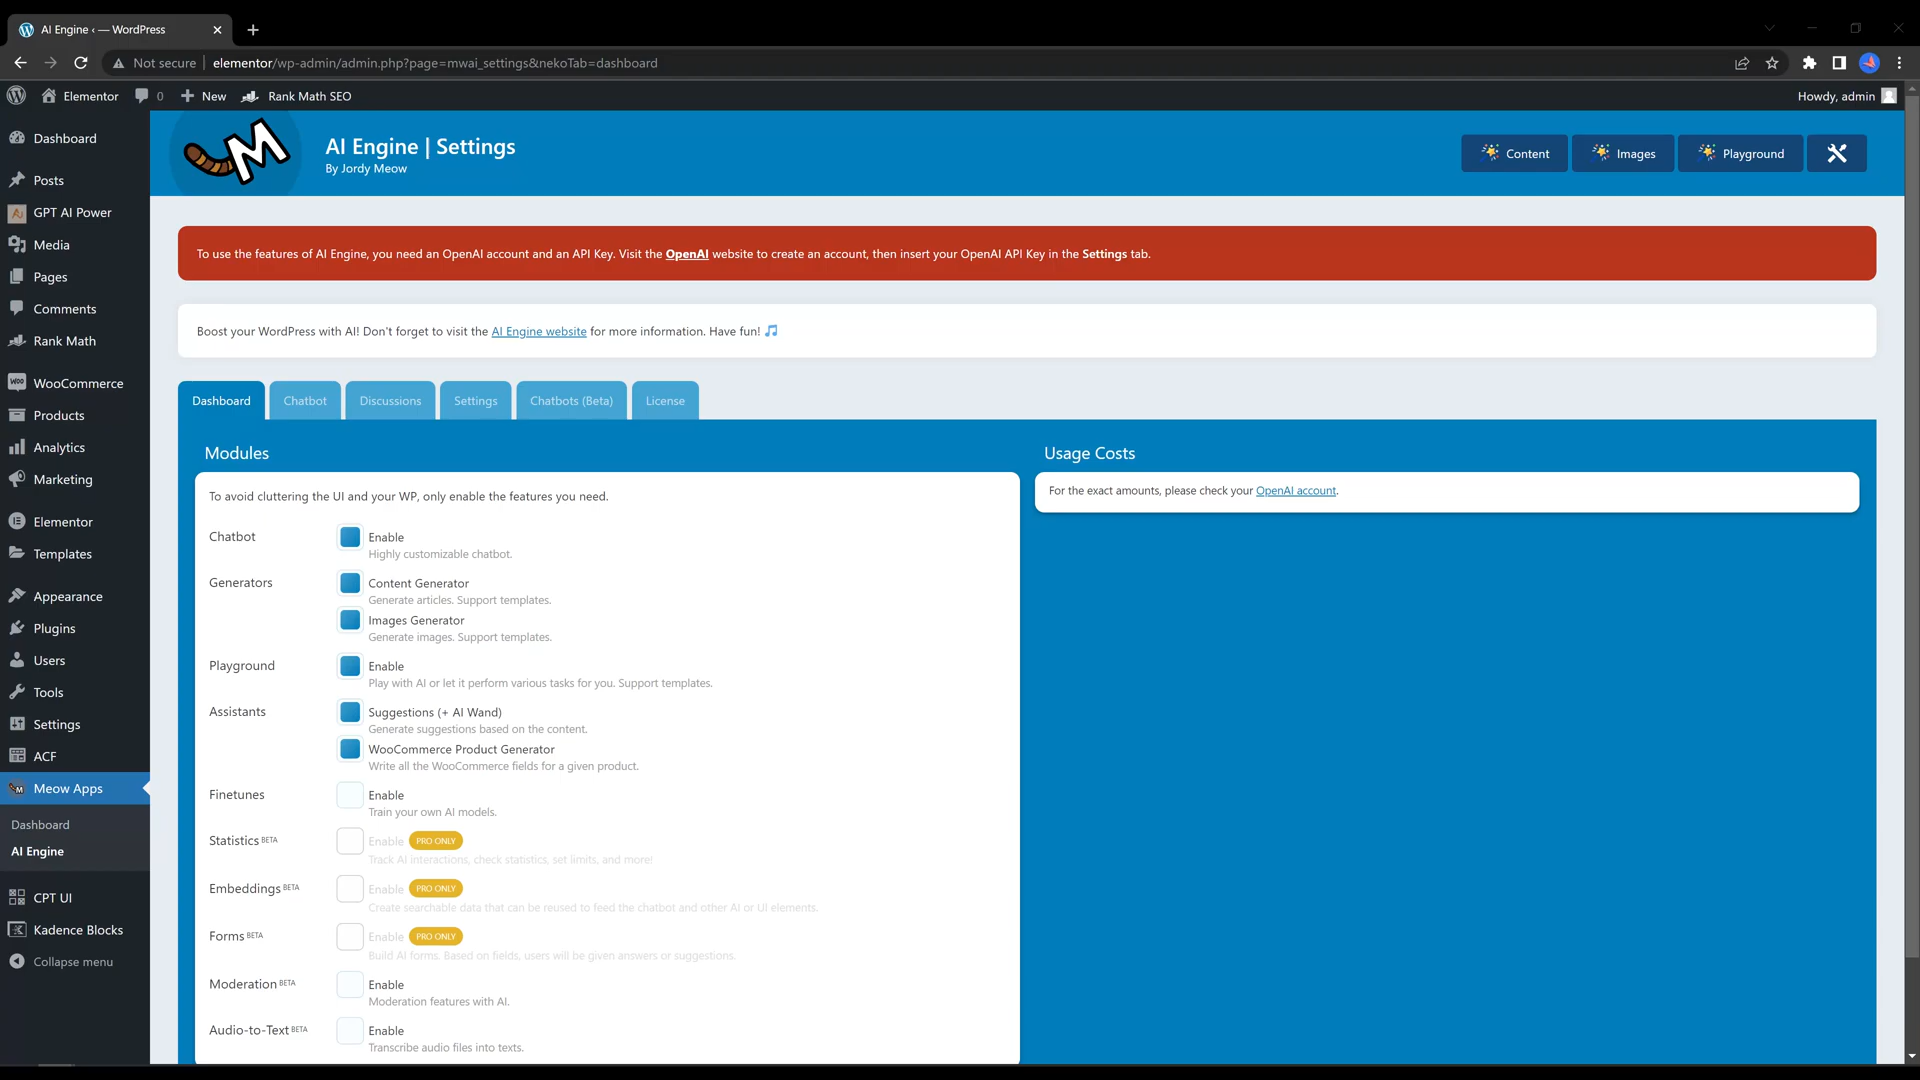 AI Engine ‹ — WordPress
Not secure
elementor/wp-admin/admin.php?page=mwai_settings&nekoTab=dashboard
Elementor
0
New
Rank Math SEO
Howdy, admin
Dashboard
Posts
GPT AI Power
Media
Pages
Comments
Rank Math
WooCommerce
Products
Analytics
Marketing
Elementor
Templates
Appearance
Plugins
Users
Tools
Settings
ACF
Meow Apps
Dashboard
AI Engine
CPT UI
Kadence Blocks
Collapse menu
M
AI Engine | Settings
By Jordy Meow
Content
Images
Playground
To use the features of AI Engine, you need an OpenAI account and an API Key. Visit the OpenAI website to create an account, then insert your OpenAI API Key in the Settings tab.
Boost your WordPress with AI! Don't forget to visit the AI Engine website for more information. Have fun! 🎵
Dashboard
Chatbot
Discussions
Settings
Chatbots (Beta)
License
Modules
To avoid cluttering the UI and your WP, only enable the features you need.
Chatbot
Enable
Highly customizable chatbot.
Generators
Content Generator
Generate articles. Support templates.
Images Generator
Generate images. Support templates.
Playground
Enable
Play with AI or let it perform various tasks for you. Support templates.
Assistants
Suggestions (+ AI Wand)
Generate suggestions based on the content.
WooCommerce Product Generator
Write all the WooCommerce fields for a given product.
Finetunes
Enable
Train your own AI models.
Statistics BETA
Enable PRO ONLY
Track AI interactions, check statistics, set limits, and more!
Embeddings BETA
Enable PRO ONLY
Create searchable data that can be reused to feed the chatbot and other AI or UI elements.
Forms BETA
Enable PRO ONLY
Build AI forms. Based on fields, users will be given answers or suggestions.
Moderation BETA
Enable
Moderation features with AI.
Audio-to-Text BETA
Enable
Transcribe audio files into texts.
Usage Costs
For the exact amounts, please check your OpenAI account.